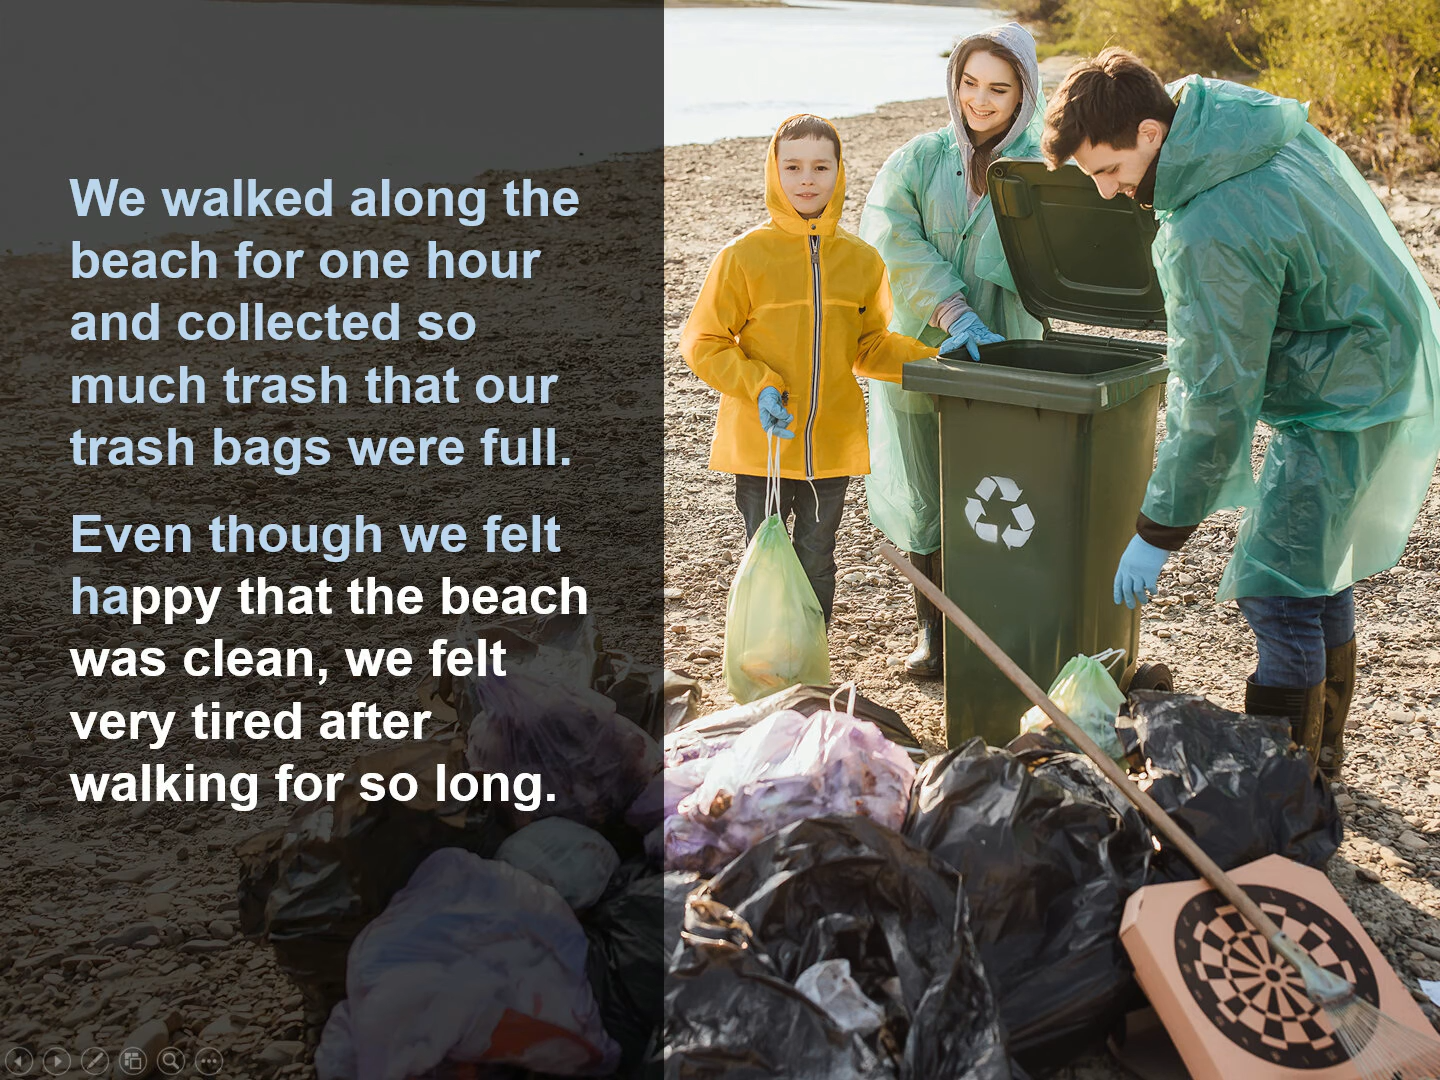 We walked along the
beach for one hour
and collected so
much trash that our
trash bags were full.
Even though we felt
happy that the beach
was clean, we felt
very tired after
walking for so long.